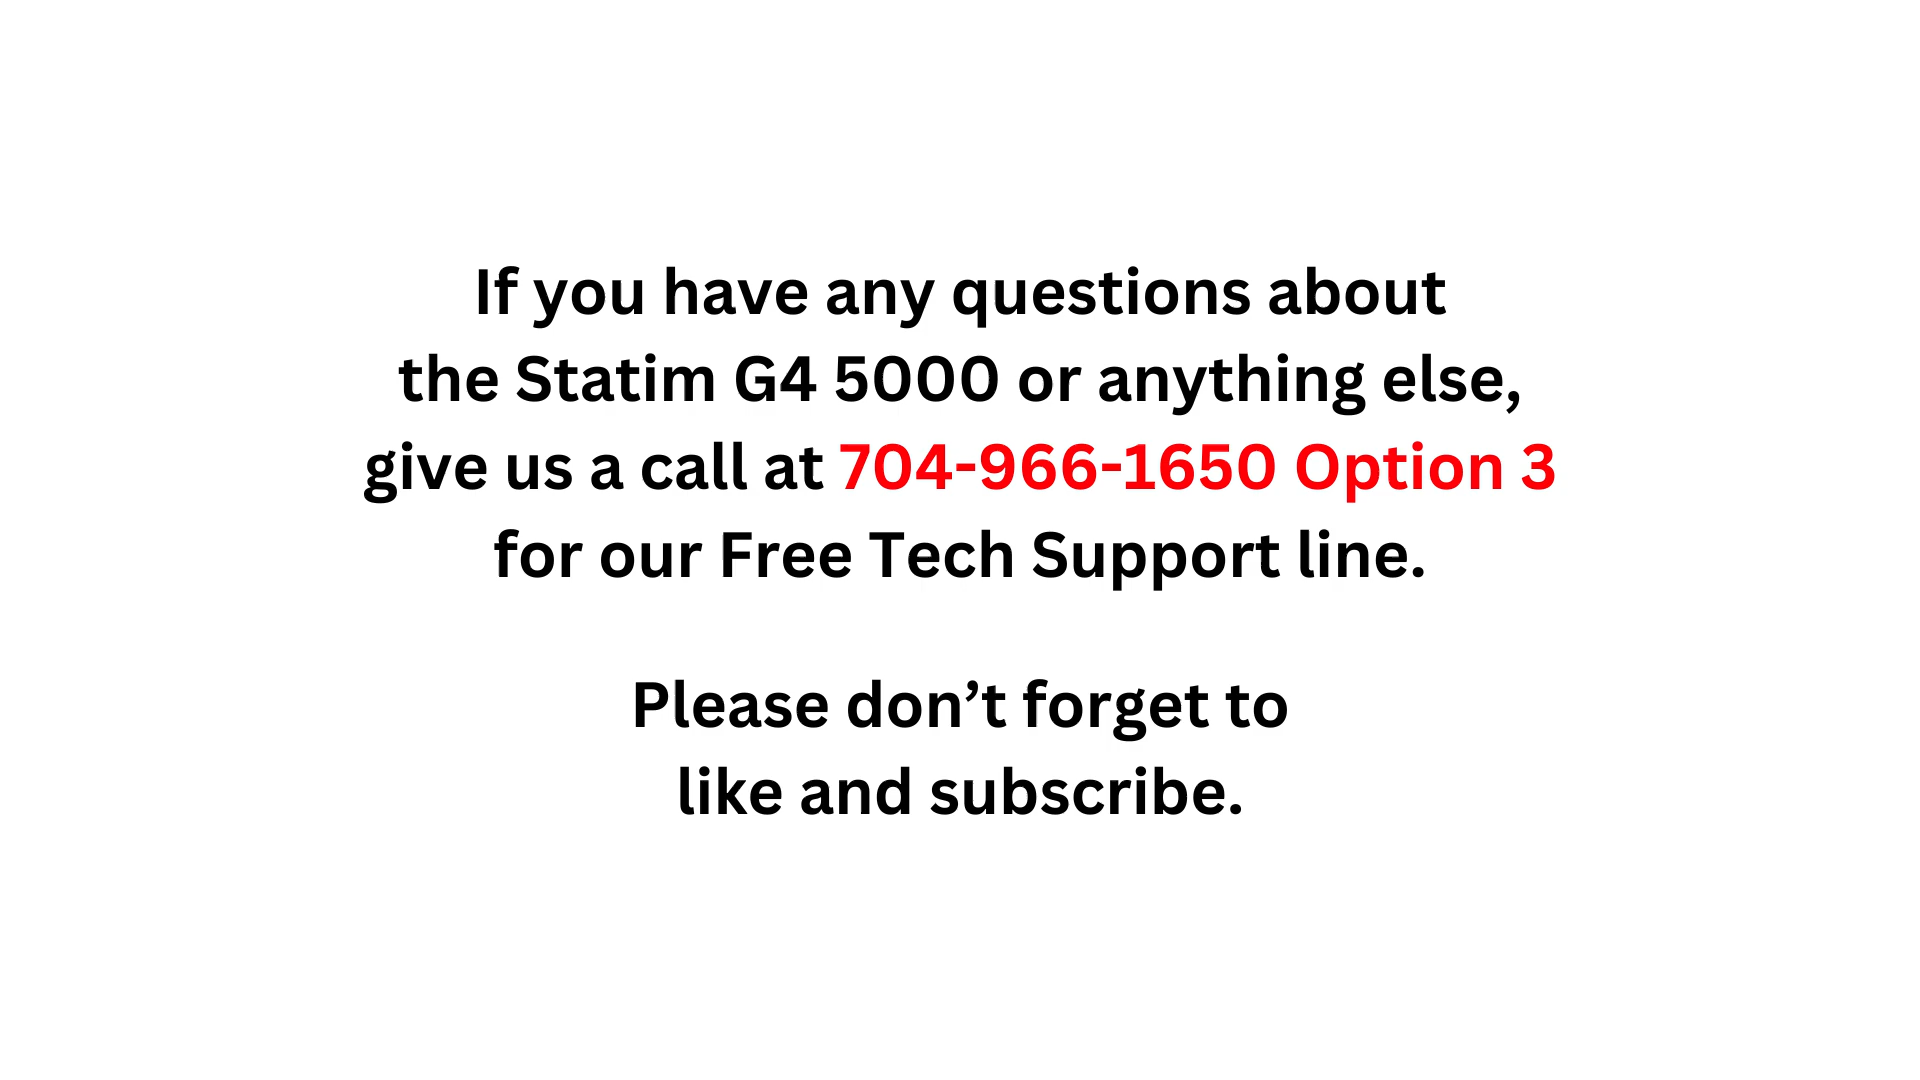 If you have any questions about
the Statim G4 5000 or anything else,
give us a call at 704-966-1650 Option 3
for our Free Tech Support line.
Please don’t forget to
like and subscribe.